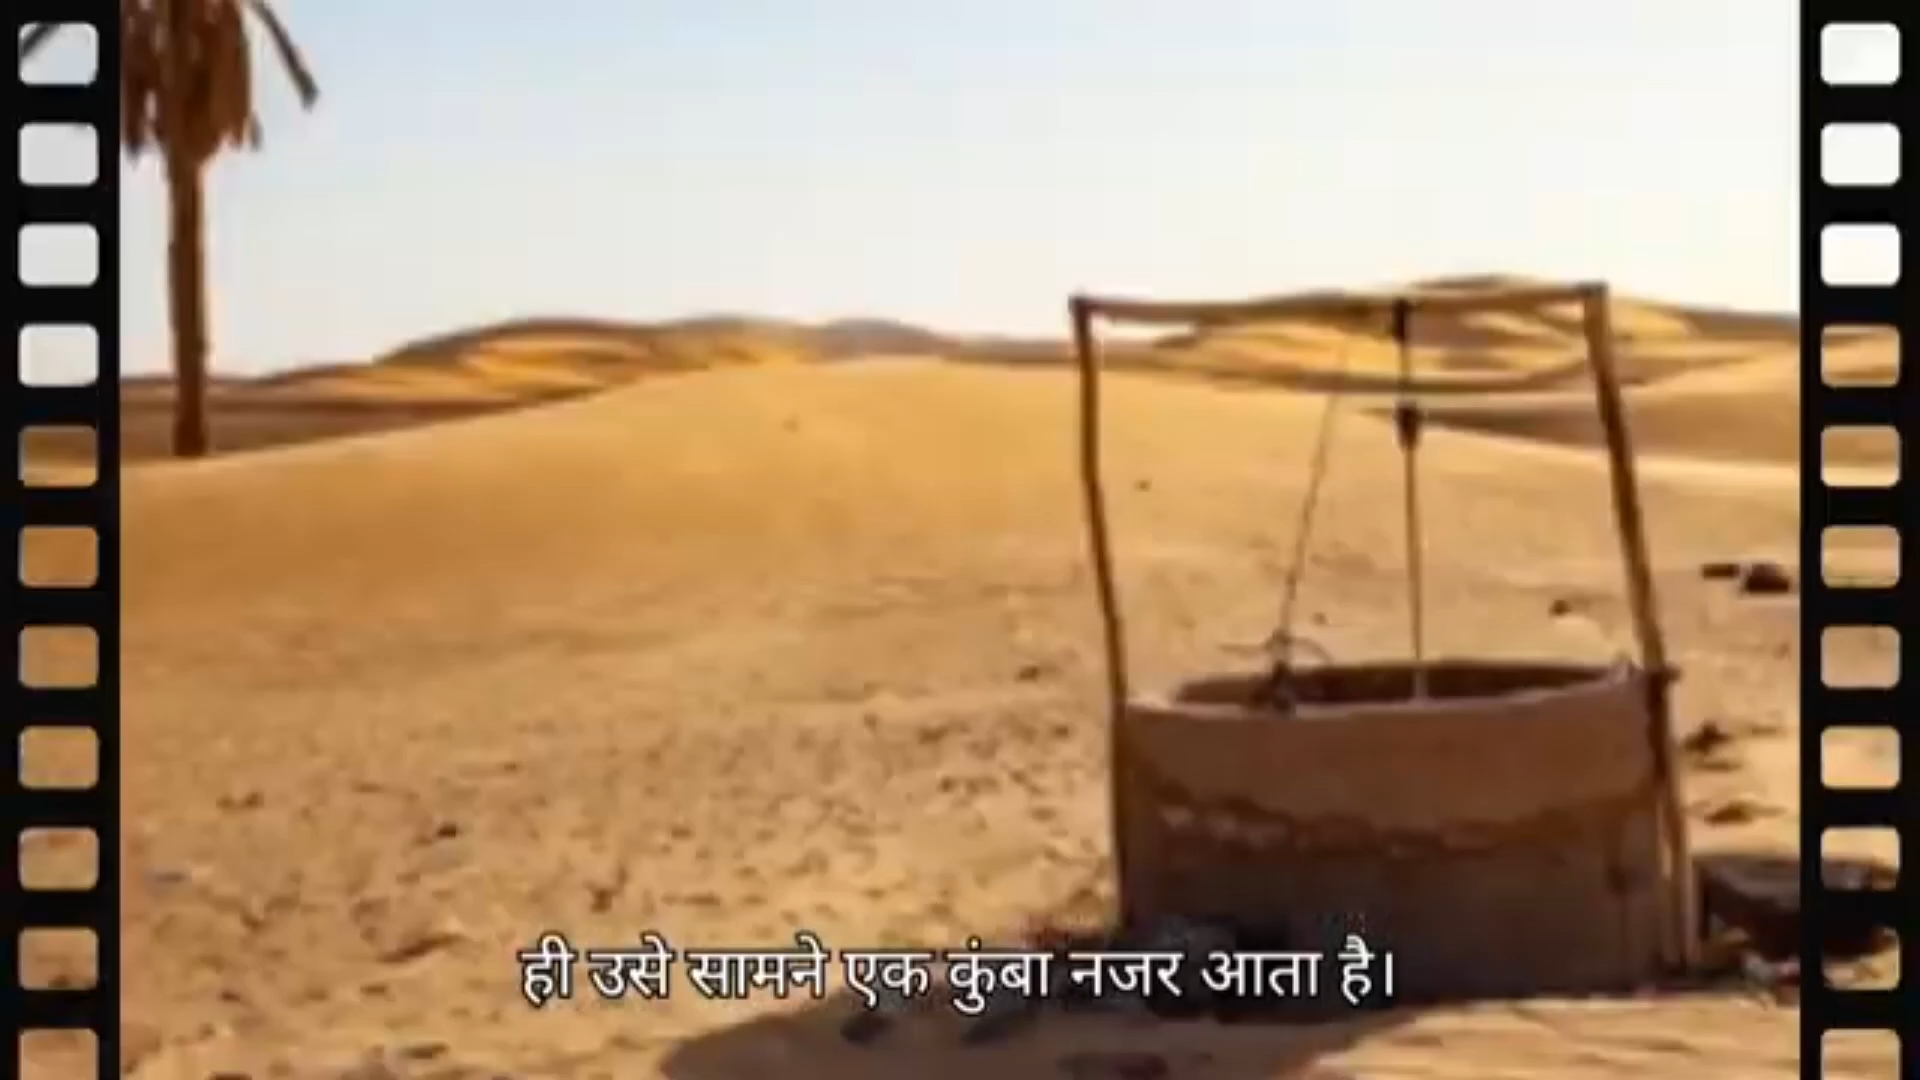 ही उसे सामने एक कुंबा नजर आता है।